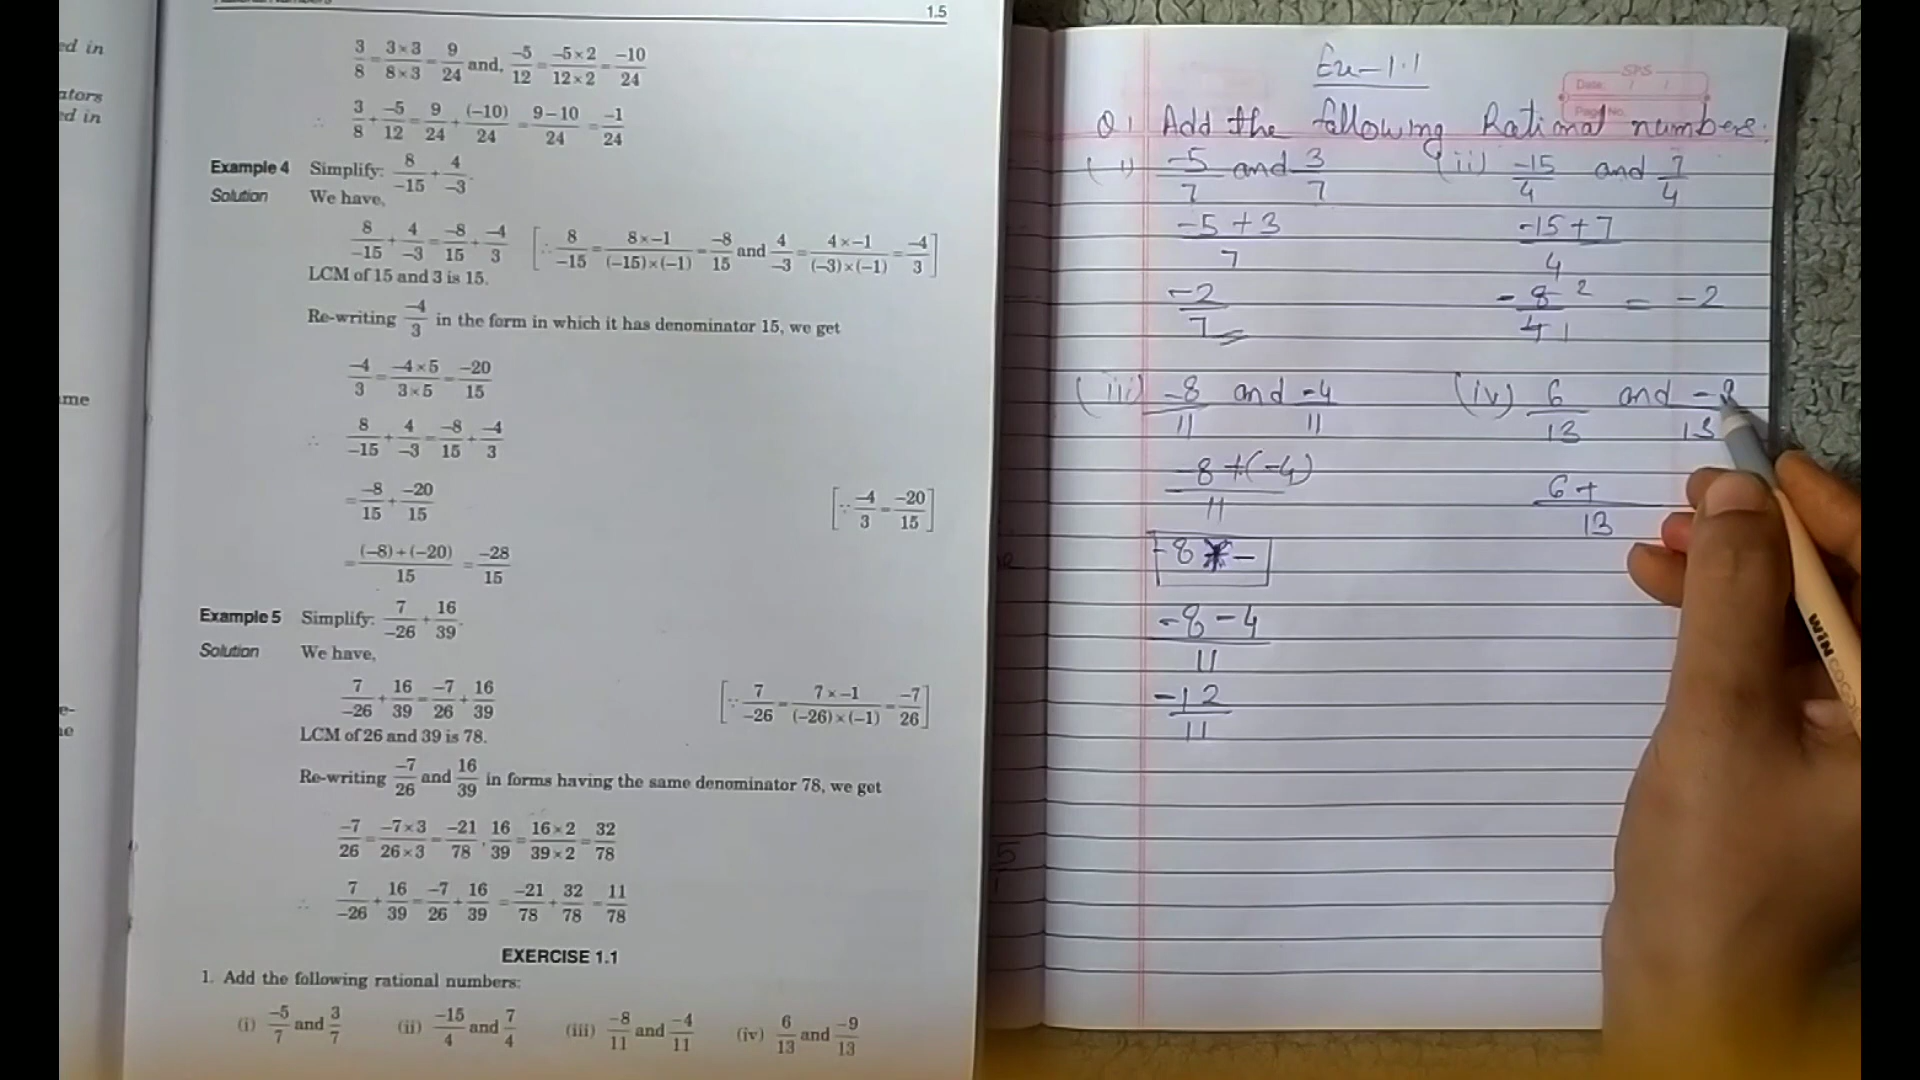 1.5
ed in
ators
ed in
me
e-
3/8 = 3×3/8×3 = 9/24 and, -5/12 = -5×2/12×2 = -10/24
∴ 3/8 + -5/12 = 9/24 + (-10)/24 = 9-10/24 = -1/24
Example 4 Simplify: 8/-15 + 4/-3.
Solution We have,
8/-15 + 4/-3 = -8/15 + -4/3 [∵ 8/-15 = 8×-1/(-15)×(-1) = -8/15 and 4/-3 = 4×-1/(-3)×(-1) = -4/3]
LCM of 15 and 3 is 15.
Re-writing -4/3 in the form in which it has denominator 15, we get
-4/3 = -4×5/3×5 = -20/15
∴ 8/-15 + 4/-3 = -8/15 + -4/3
= -8/15 + -20/15 [∵ -4/3 = -20/15]
= (-8)+(-20)/15 = -28/15
Example 5 Simplify: 7/-26 + 16/39.
Solution We have,
7/-26 + 16/39 = -7/26 + 16/39 [∵ 7/-26 = 7×-1/(-26)×(-1) = -7/26]
LCM of 26 and 39 is 78.
Re-writing -7/26 and 16/39 in forms having the same denominator 78, we get
-7/26 = -7×3/26×3 = -21/78, 16/39 = 16×2/39×2 = 32/78
∴ 7/-26 + 16/39 = -7/26 + 16/39 = -21/78 + 32/78 = 11/78
EXERCISE 1.1
1. Add the following rational numbers:
(i) -5/7 and 3/7 (ii) -15/4 and 7/4 (iii) -8/11 and -4/11 (iv) 6/13 and -9/13
SRS
Date: / /
Page No.
Ex-1.1
Q1 Add the following Rational numbers.
(i) -5/7 and 3/7 (ii) -15/4 and 7/4
-5+3/7 -15+7/4
-2/7 -8 2/4 1 = -2
(iii) -8/11 and -4/11 (iv) 6/13 and -9/13
-8+(-4)/11 6+/13
-8 -
-8-4/11
-12/11
WIN